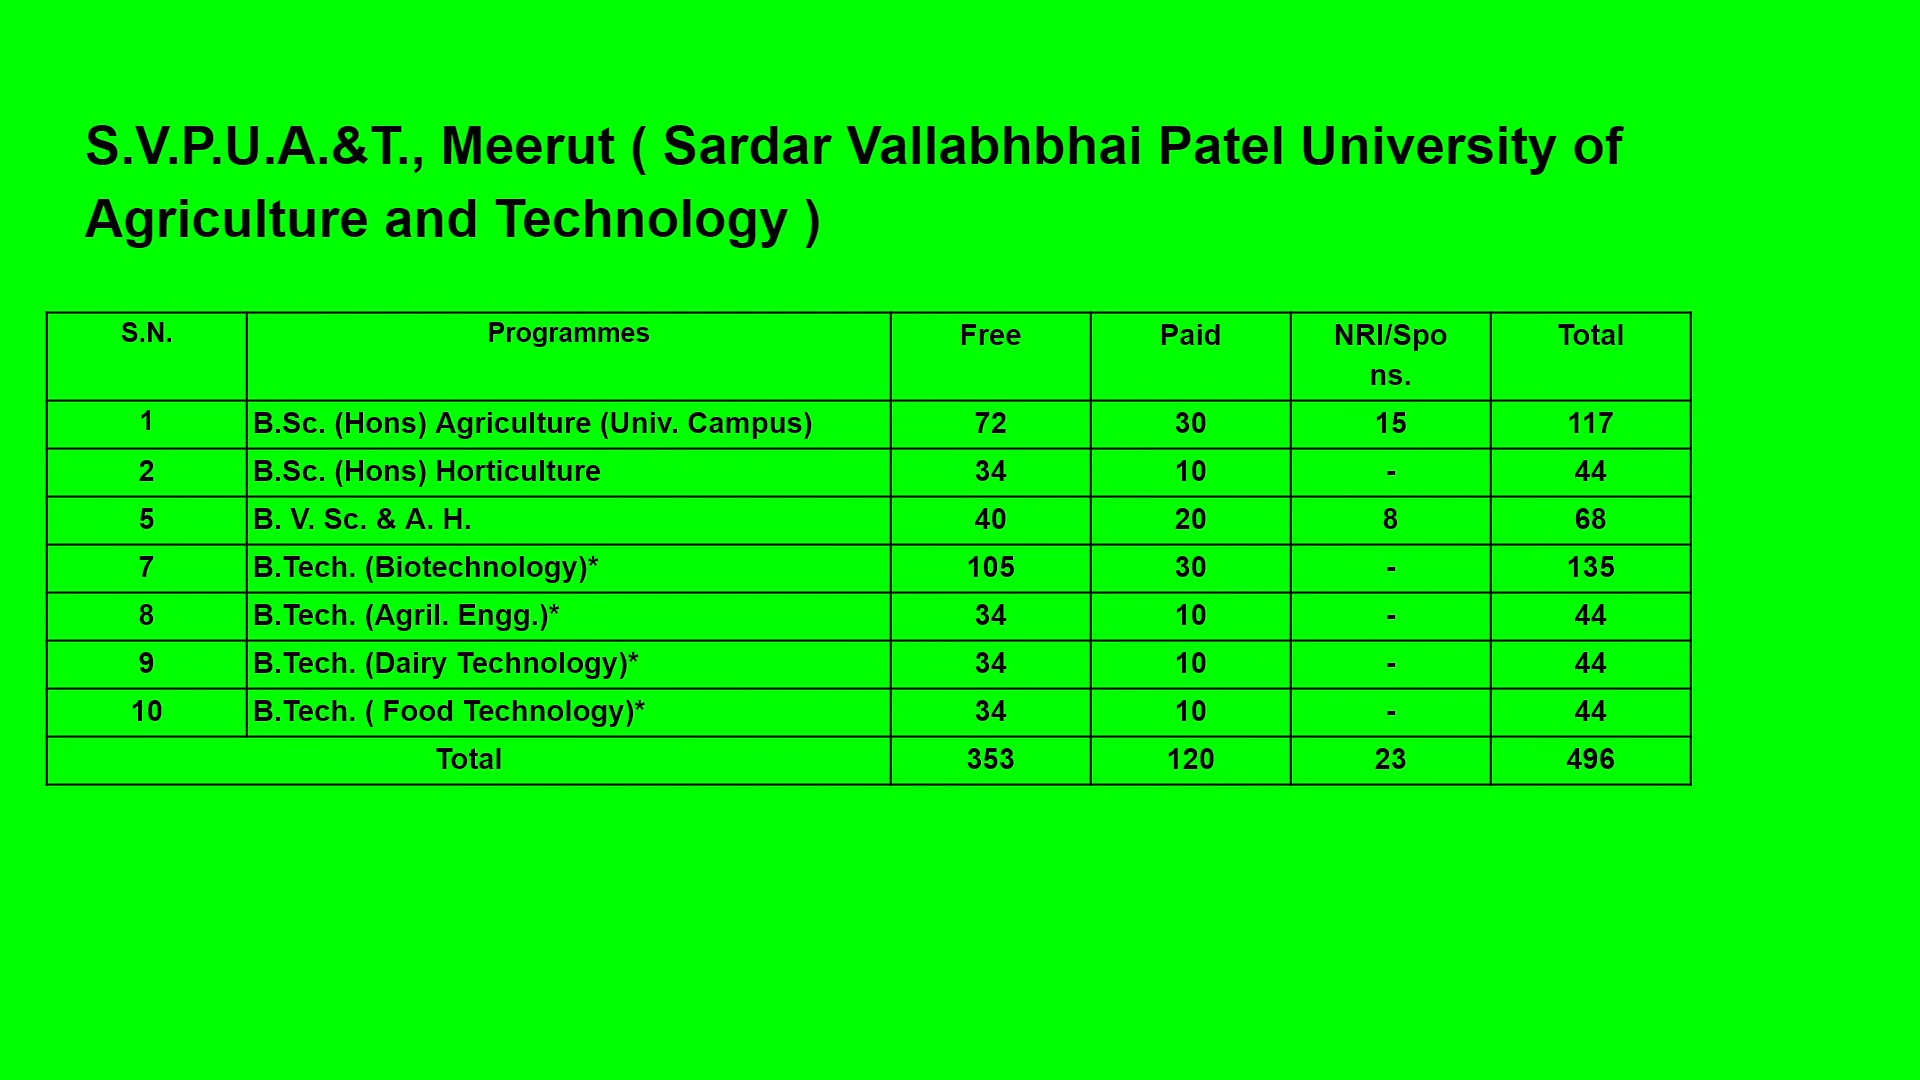 S.V.P.U.A.&T., Meerut ( Sardar Vallabhbhai Patel University of
Agriculture and Technology )
S.N. Programmes Free Paid NRI/Spo
ns. Total
1 B.Sc. (Hons) Agriculture (Univ. Campus) 72 30 15 117
2 B.Sc. (Hons) Horticulture 34 10 - 44
5 B. V. Sc. & A. H. 40 20 8 68
7 B.Tech. (Biotechnology)* 105 30 - 135
8 B.Tech. (Agril. Engg.)* 34 10 - 44
9 B.Tech. (Dairy Technology)* 34 10 - 44
10 B.Tech. ( Food Technology)* 34 10 - 44
Total 353 120 23 496